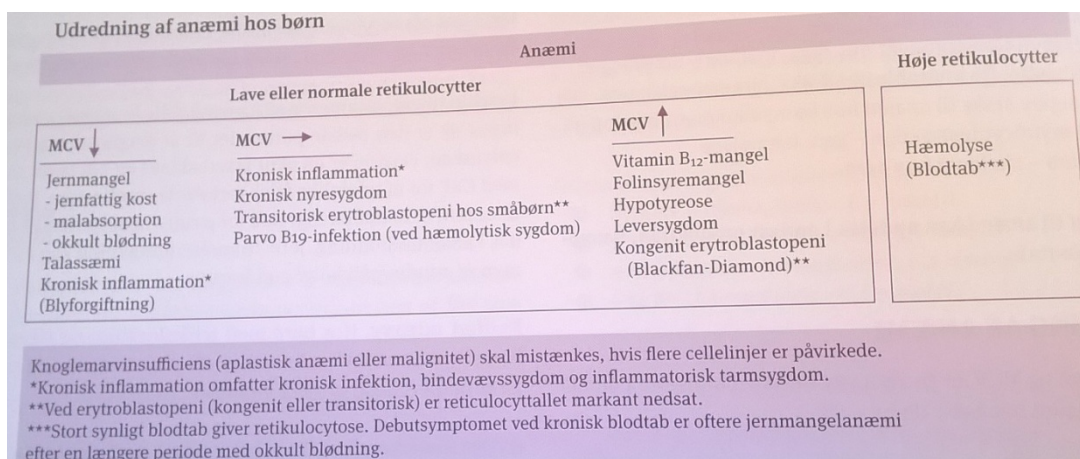 Udredning af anæmi hos børn
Anæmi
Lave eller normale retikulocytter
Høje retikulocytter
MCV ↓
Jernmangel
- jernfattig kost
- malabsorption
- okkult blødning
Talassæmi
Kronisk inflammation*
(Blyforgiftning)
MCV →
Kronisk inflammation*
Kronisk nyresygdom
Transitorisk erytroblastopeni hos småbørn**
Parvo B19-infektion (ved hæmolytisk sygdom)
MCV ↑
Vitamin B₁₂-mangel
Folinsyremangel
Hypotyreose
Leversygdom
Kongenit erytroblastopeni
(Blackfan-Diamond)**
Hæmolyse
(Blodtab***)
Knoglemarvinsufficiens (aplastisk anæmi eller malignitet) skal mistænkes, hvis flere cellelinjer er påvirkede.
*Kronisk inflammation omfatter kronisk infektion, bindevævssygdom og inflammatorisk tarmsygdom.
**Ved erytroblastopeni (kongenit eller transitorisk) er reticulocyttallet markant nedsat.
***Stort synligt blodtab giver retikulocytose. Debutsymptomet ved kronisk blodtab er oftere jernmangelanæmi
efter en længere periode med okkult blødning.